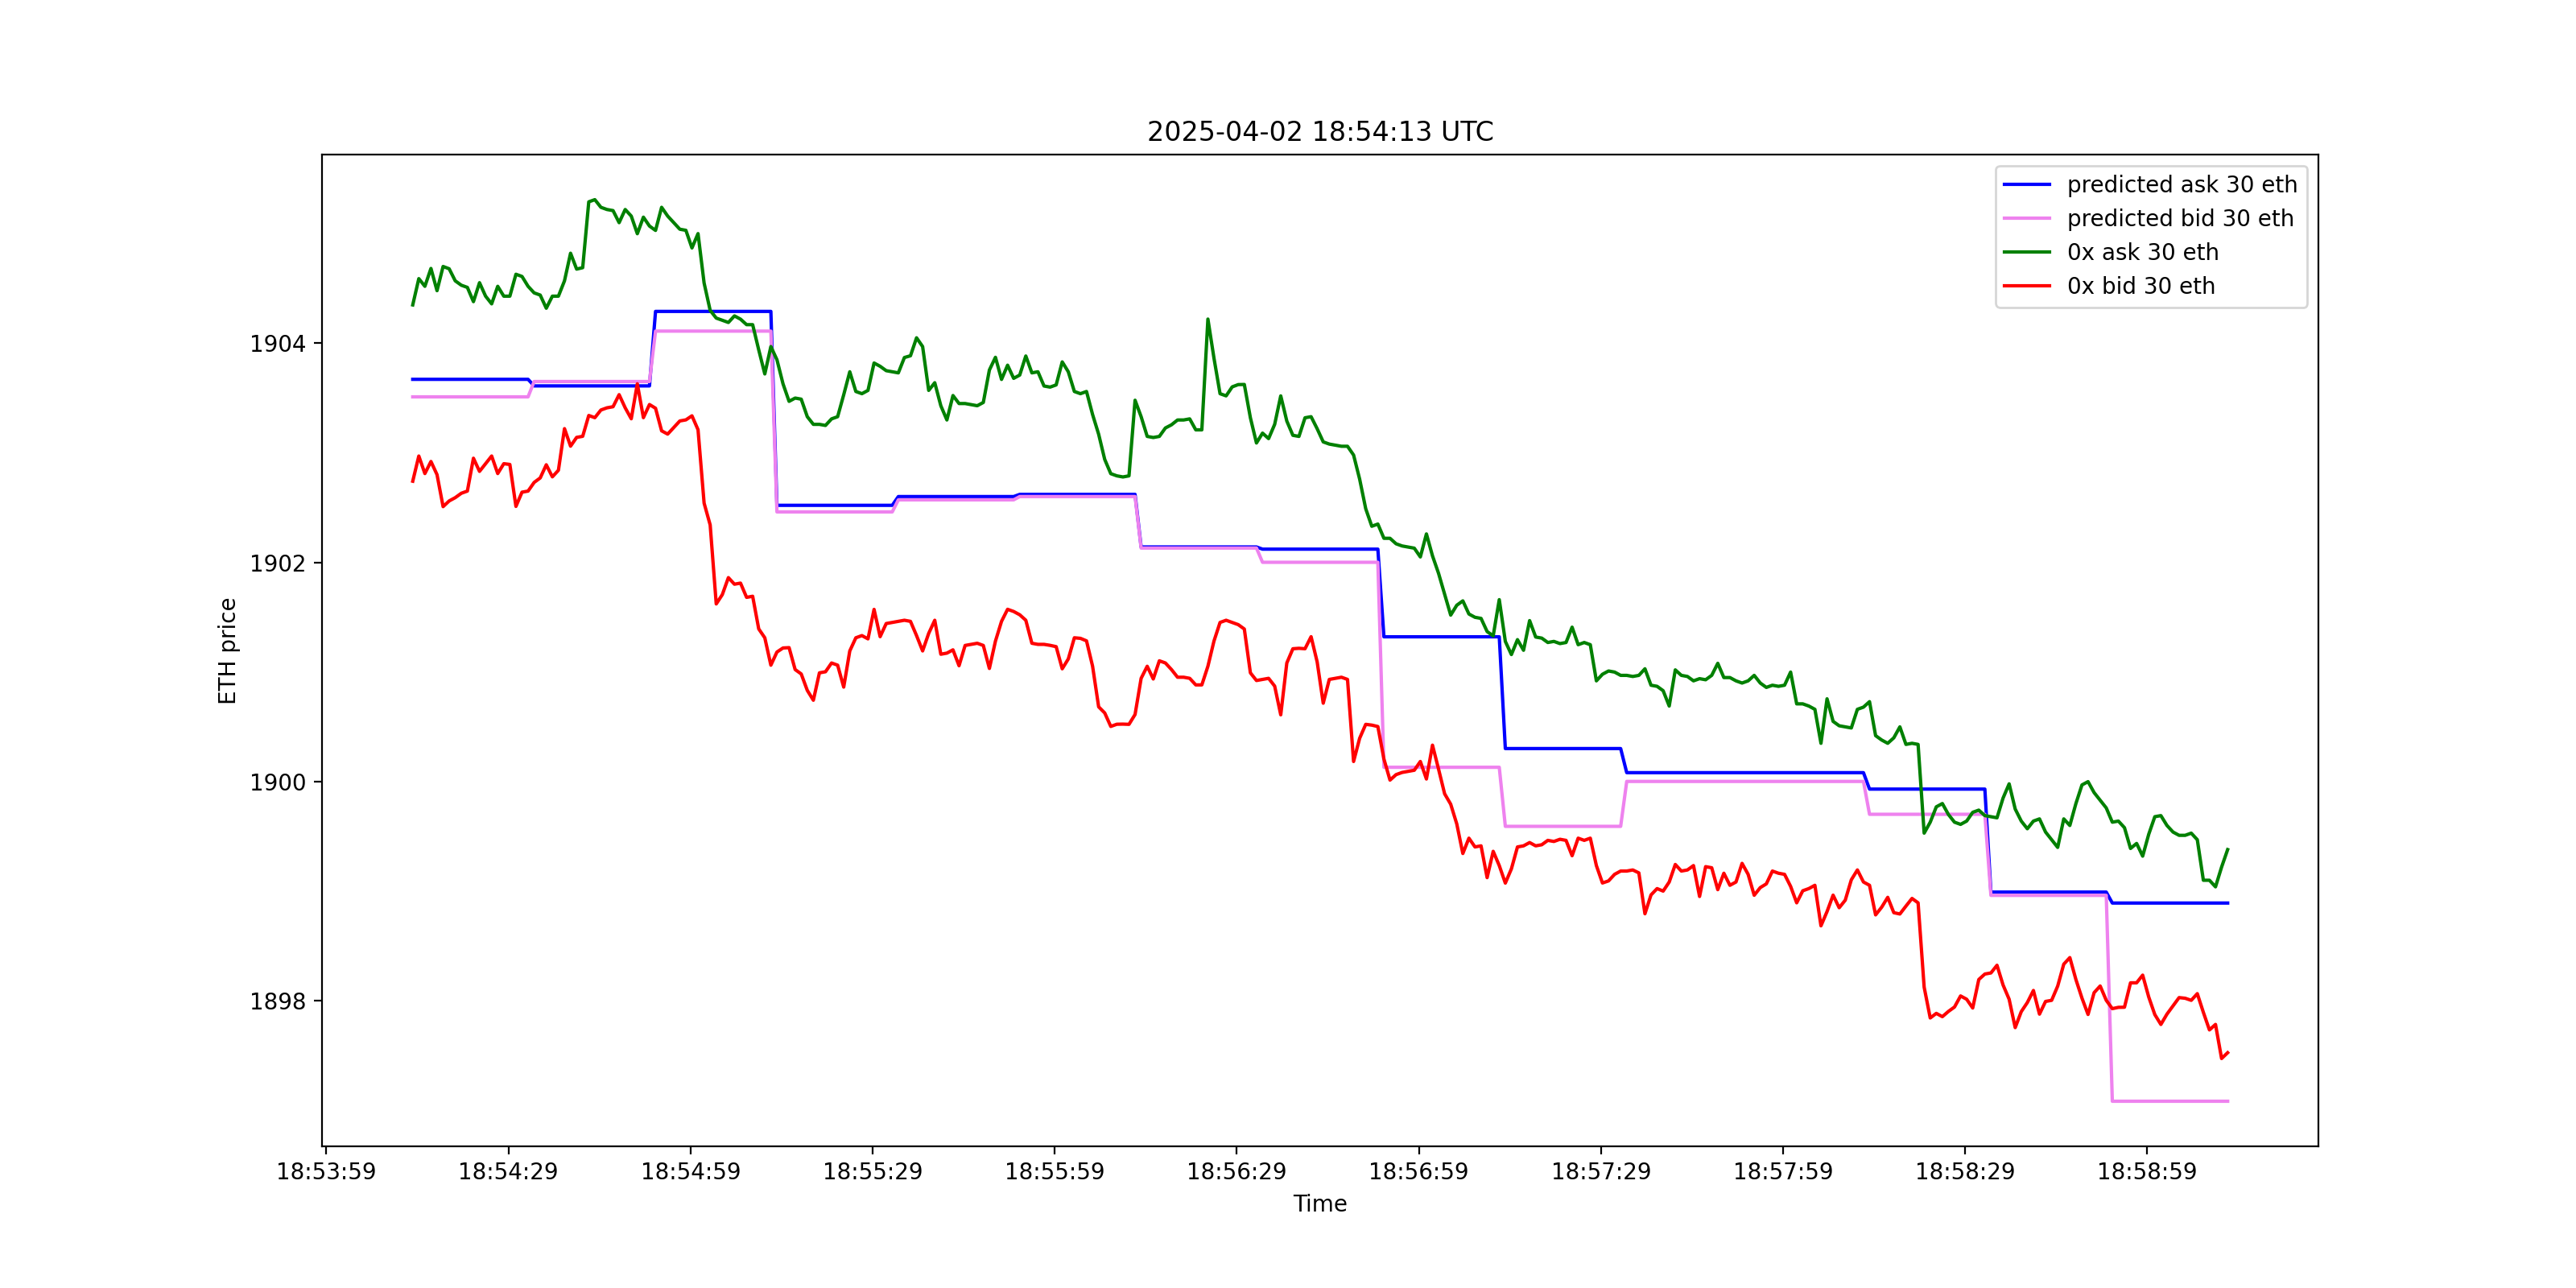 2025-04-02 18:54:13 UTC
predicted ask 30 eth
predicted bid 30 eth
0x ask 30 eth
0x bid 30 eth
1904
1902
1900
1898
ETH price
18:53:59 18:54:29 18:54:59 18:55:29 18:55:59 18:56:29 18:56:59 18:57:29 18:57:59 18:58:29 18:58:59
Time